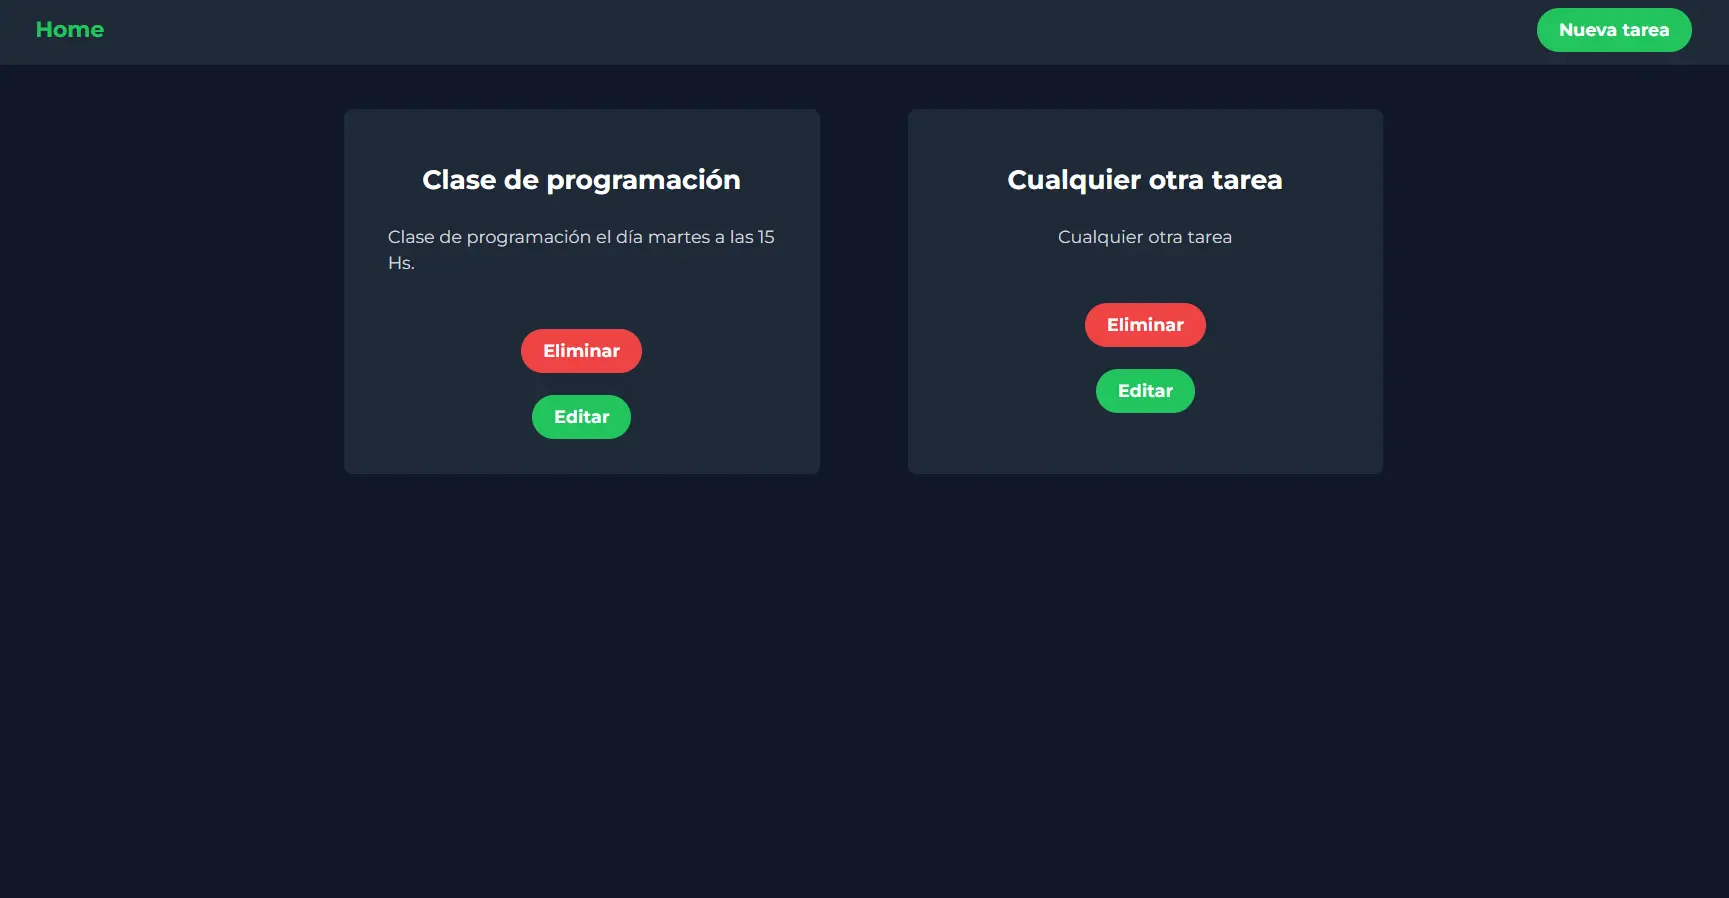 Home
Nueva tarea
Clase de programación
Clase de programación el día martes a las 15
Hs.
Eliminar
Editar
Cualquier otra tarea
Cualquier otra tarea
Eliminar
Editar